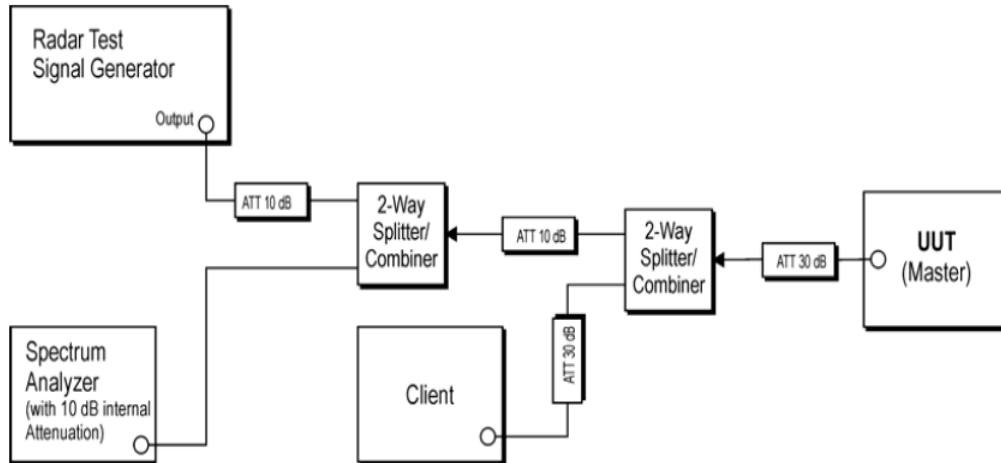 Radar Test
Signal Generator
Output
ATT 10 dB
2-Way
Splitter/
Combiner
ATT 10 dB
2-Way
Splitter/
Combiner
ATT 30 dB
UUT
(Master)
Spectrum
Analyzer
(with 10 dB internal
Attenuation)
Client
ATT 30 dB